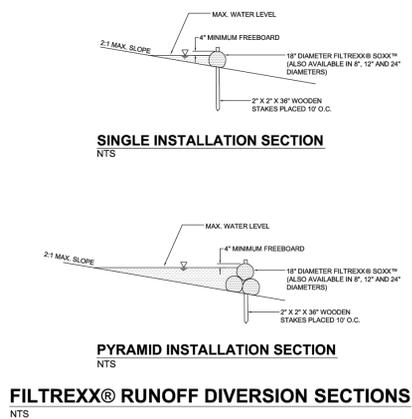 MAX. WATER LEVEL
4" MINIMUM FREEBOARD
2:1 MAX. SLOPE
18" DIAMETER FILTREXX® SOXX™
(ALSO AVAILABLE IN 8", 12" AND 24"
DIAMETERS)
2" X 2" X 36" WOODEN
STAKES PLACED 10' O.C.
SINGLE INSTALLATION SECTION
NTS
MAX. WATER LEVEL
4" MINIMUM FREEBOARD
2:1 MAX. SLOPE
18" DIAMETER FILTREXX® SOXX™
(ALSO AVAILABLE IN 8", 12" AND 24"
DIAMETERS)
2" X 2" X 36" WOODEN
STAKES PLACED 10' O.C.
PYRAMID INSTALLATION SECTION
NTS
FILTREXX® RUNOFF DIVERSION SECTIONS
NTS